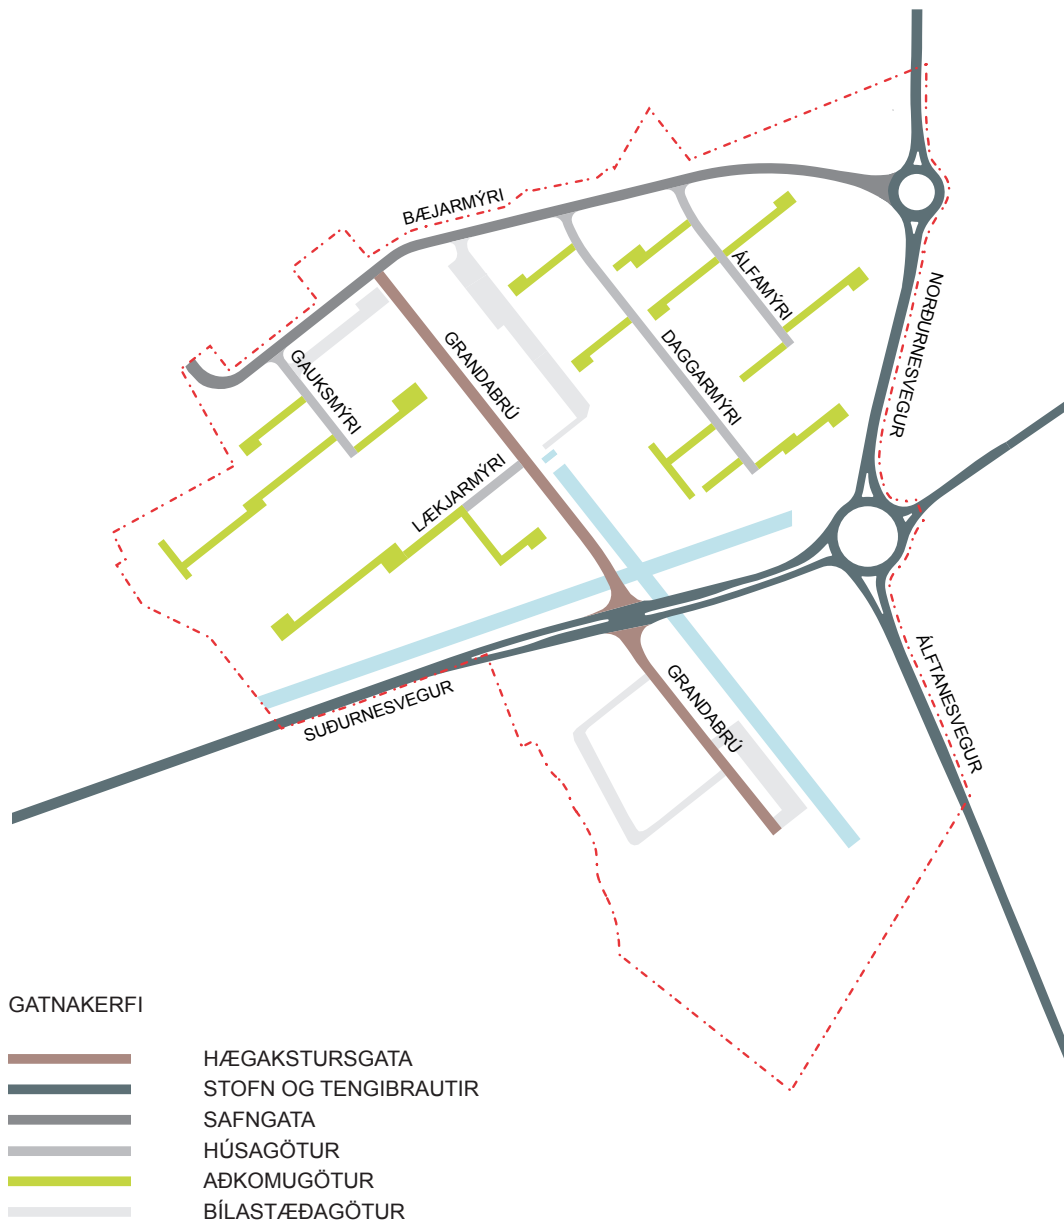 BÆJARMÝRI
ÁLFAMÝRI
NORÐURNESVEGUR
GRANDABRÚ
DAGGARMÝRI
GAUKSMÝRI
LÆKJARMÝRI
ÁLFTANESVEGUR
SUÐURNESVEGUR
GRANDABRÚ
GATNAKERFI
HÆGAKSTURSGATA
STOFN OG TENGIBRAUTIR
SAFNGATA
HÚSAGÖTUR
AÐKOMUGÖTUR
BÍLASTÆÐAGÖTUR